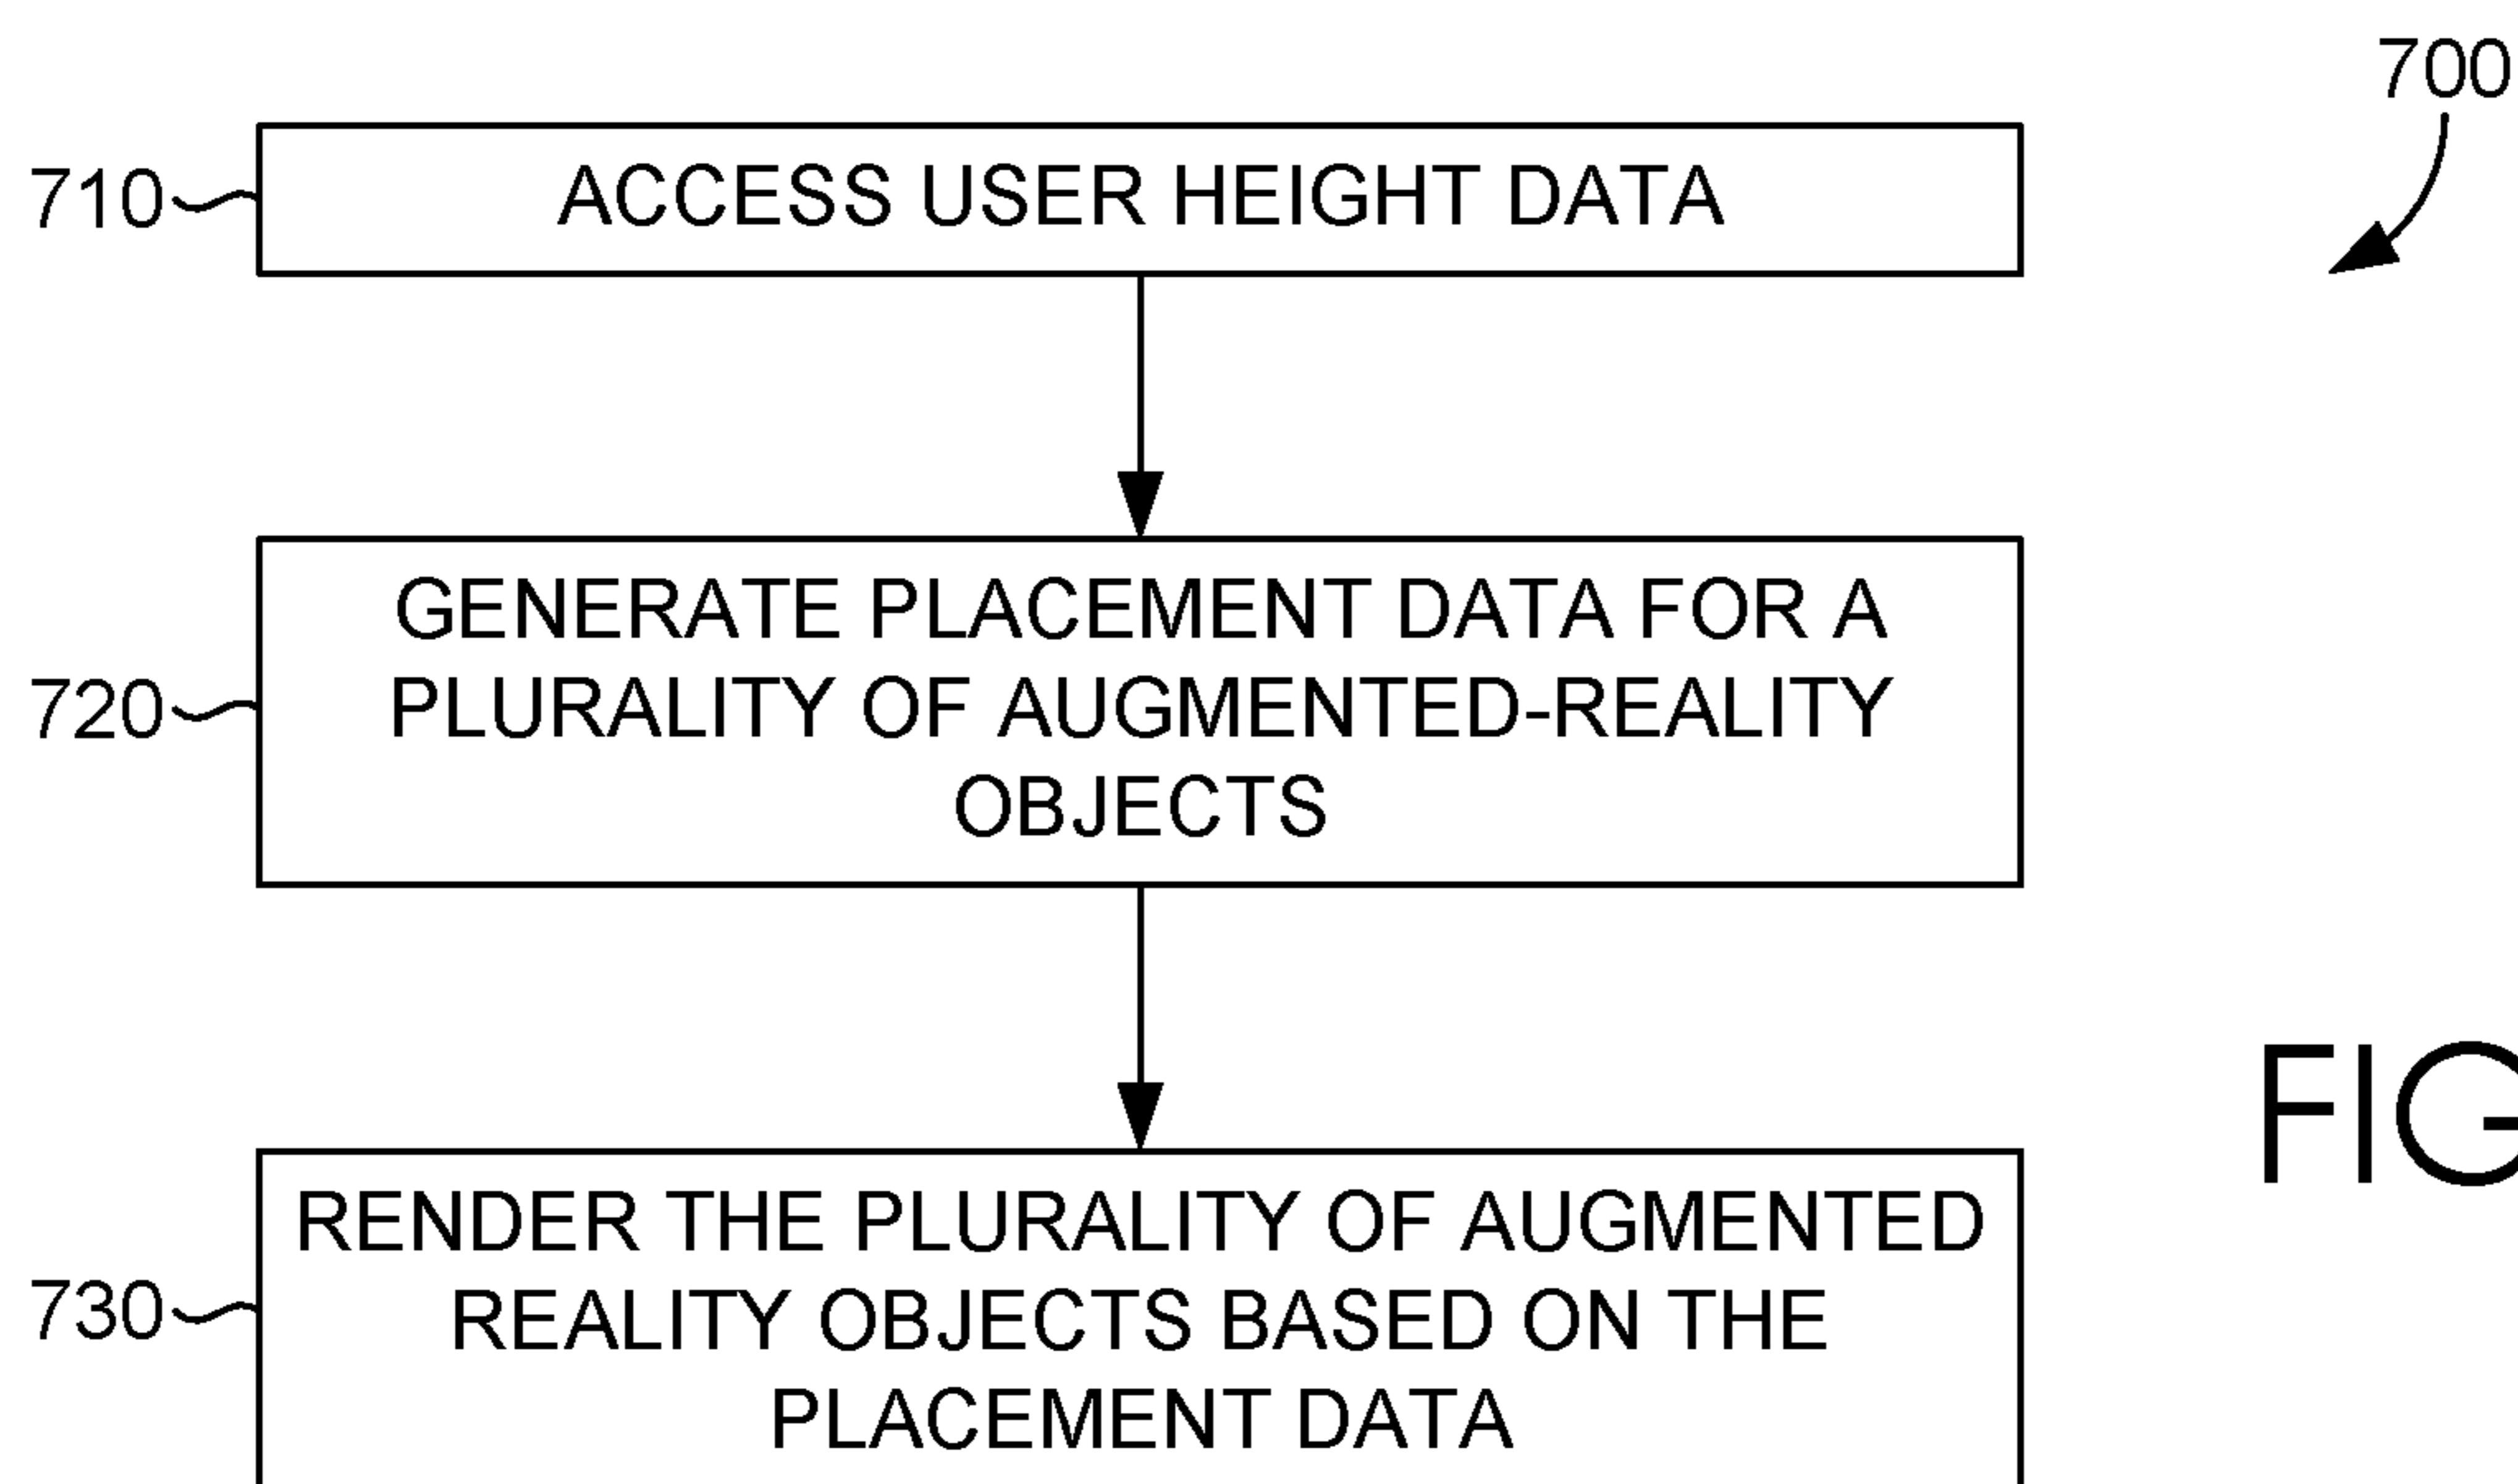 700
710
ACCESS USER HEIGHT DATA
720
GENERATE PLACEMENT DATA FOR A
PLURALITY OF AUGMENTED-REALITY
OBJECTS
FIG
730
RENDER THE PLURALITY OF AUGMENTED
REALITY OBJECTS BASED ON THE
PLACEMENT DATA